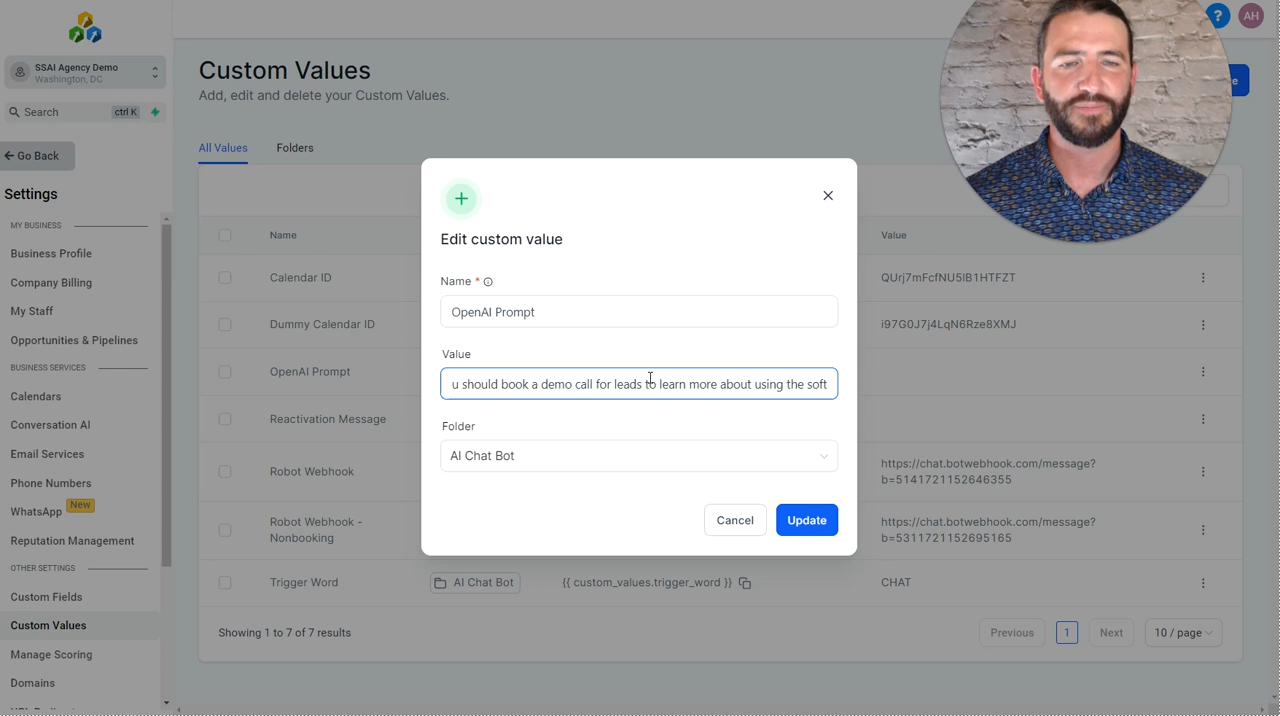 ? AH
SSAI Agency Demo
Washington, DC
Custom Values
Search ctrl K
Add, edit and delete your Custom Values.
Go Back
All Values Folders
Settings
MY BUSINESS
Business Profile
Company Billing
My Staff
Opportunities & Pipelines
BUSINESS SERVICES
Calendars
Conversation AI
Email Services
Phone Numbers
WhatsApp New
Reputation Management
OTHER SETTINGS
Custom Fields
Custom Values
Manage Scoring
Domains
Name Value
Calendar ID QUrj7mFcfNU5IB1HTFZT
Dummy Calendar ID i97G0J7j4LqN6Rze8XMJ
OpenAI Prompt
Reactivation Message
Robot Webhook https://chat.botwebhook.com/message?
b=5141721152646355
Robot Webhook - https://chat.botwebhook.com/message?
Nonbooking b=5311721152695165
Trigger Word AI Chat Bot {{ custom_values.trigger_word }} CHAT
Showing 1 to 7 of 7 results Previous 1 Next 10 / page
Edit custom value
Name *
OpenAI Prompt
Value
u should book a demo call for leads to learn more about using the soft
Folder
AI Chat Bot
Cancel Update